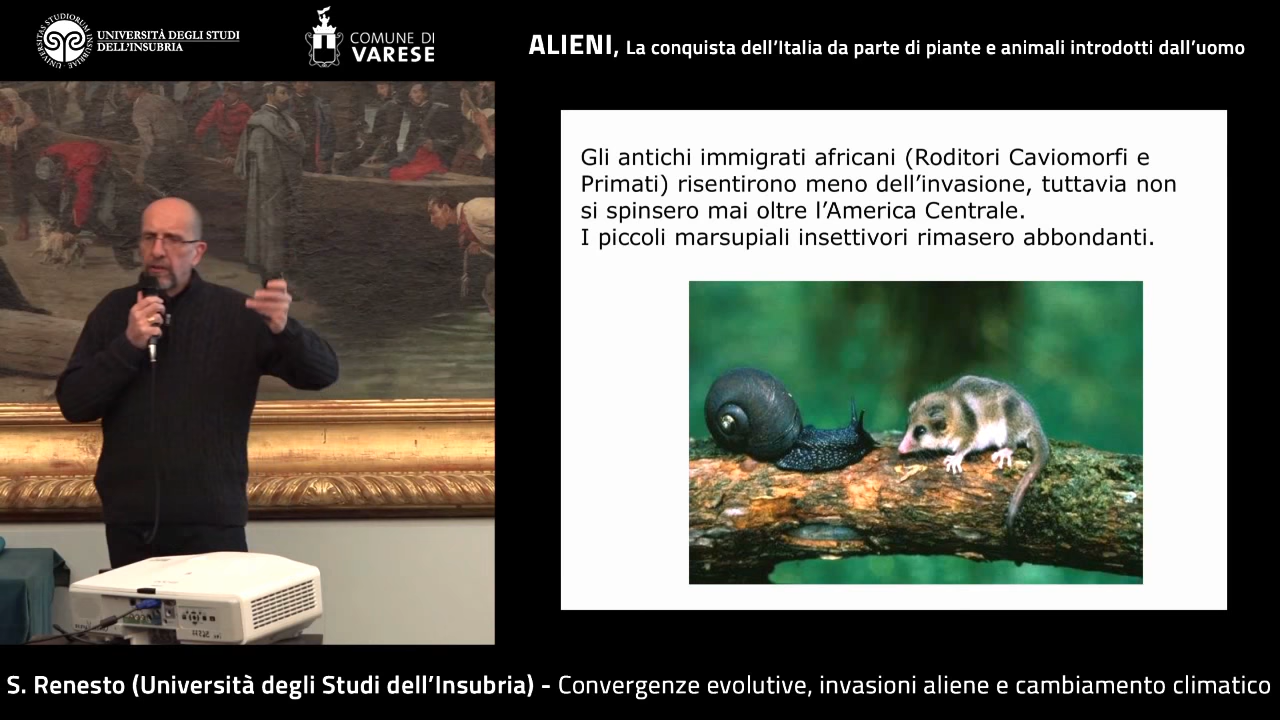 UNIVERSITÀ DEGLI STUDI
DELL'INSUBRIA
COMUNE DI
VARESE
ALIENI, La conquista dell'Italia da parte di piante e animali introdotti dall'uomo
Gli antichi immigrati africani (Roditori Caviomorfi e
Primati) risentirono meno dell'invasione, tuttavia non
si spinsero mai oltre l'America Centrale.
I piccoli marsupiali insettivori rimasero abbondanti.
S. Renesto (Università degli Studi dell'Insubria) - Convergenze evolutive, invasioni aliene e cambiamento climatico